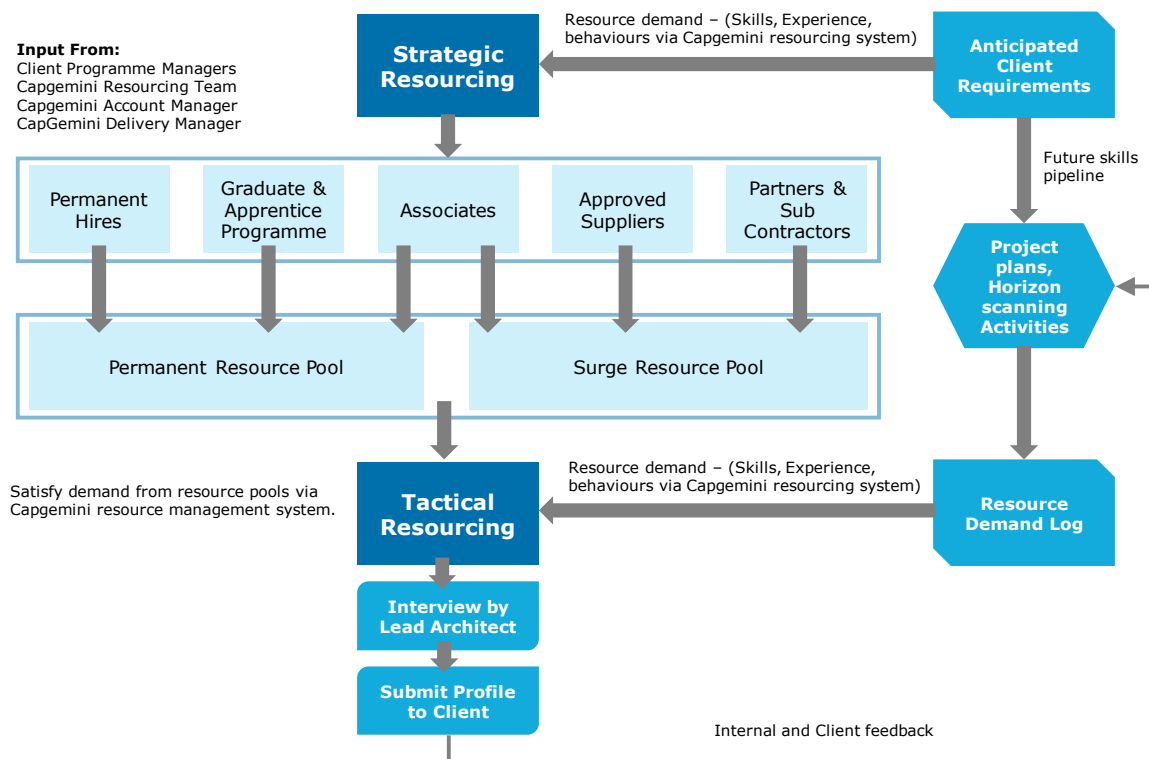 Resource demand – (Skills, Experience,
behaviours via Capgemini resourcing system)
Input From:
Client Programme Managers
Capgemini Resourcing Team
Capgemini Account Manager
CapGemini Delivery Manager
Strategic
Resourcing
Anticipated
Client
Requirements
Future skills
pipeline
Permanent
Hires
Graduate &
Apprentice
Programme
Associates
Approved
Suppliers
Partners &
Sub
Contractors
Project
plans,
Horizon
scanning
Activities
Permanent Resource Pool
Surge Resource Pool
Resource demand – (Skills, Experience,
behaviours via Capgemini resourcing system)
Satisfy demand from resource pools via
Capgemini resource management system.
Tactical
Resourcing
Resource
Demand Log
Interview by
Lead Architect
Submit Profile
to Client
Internal and Client feedback